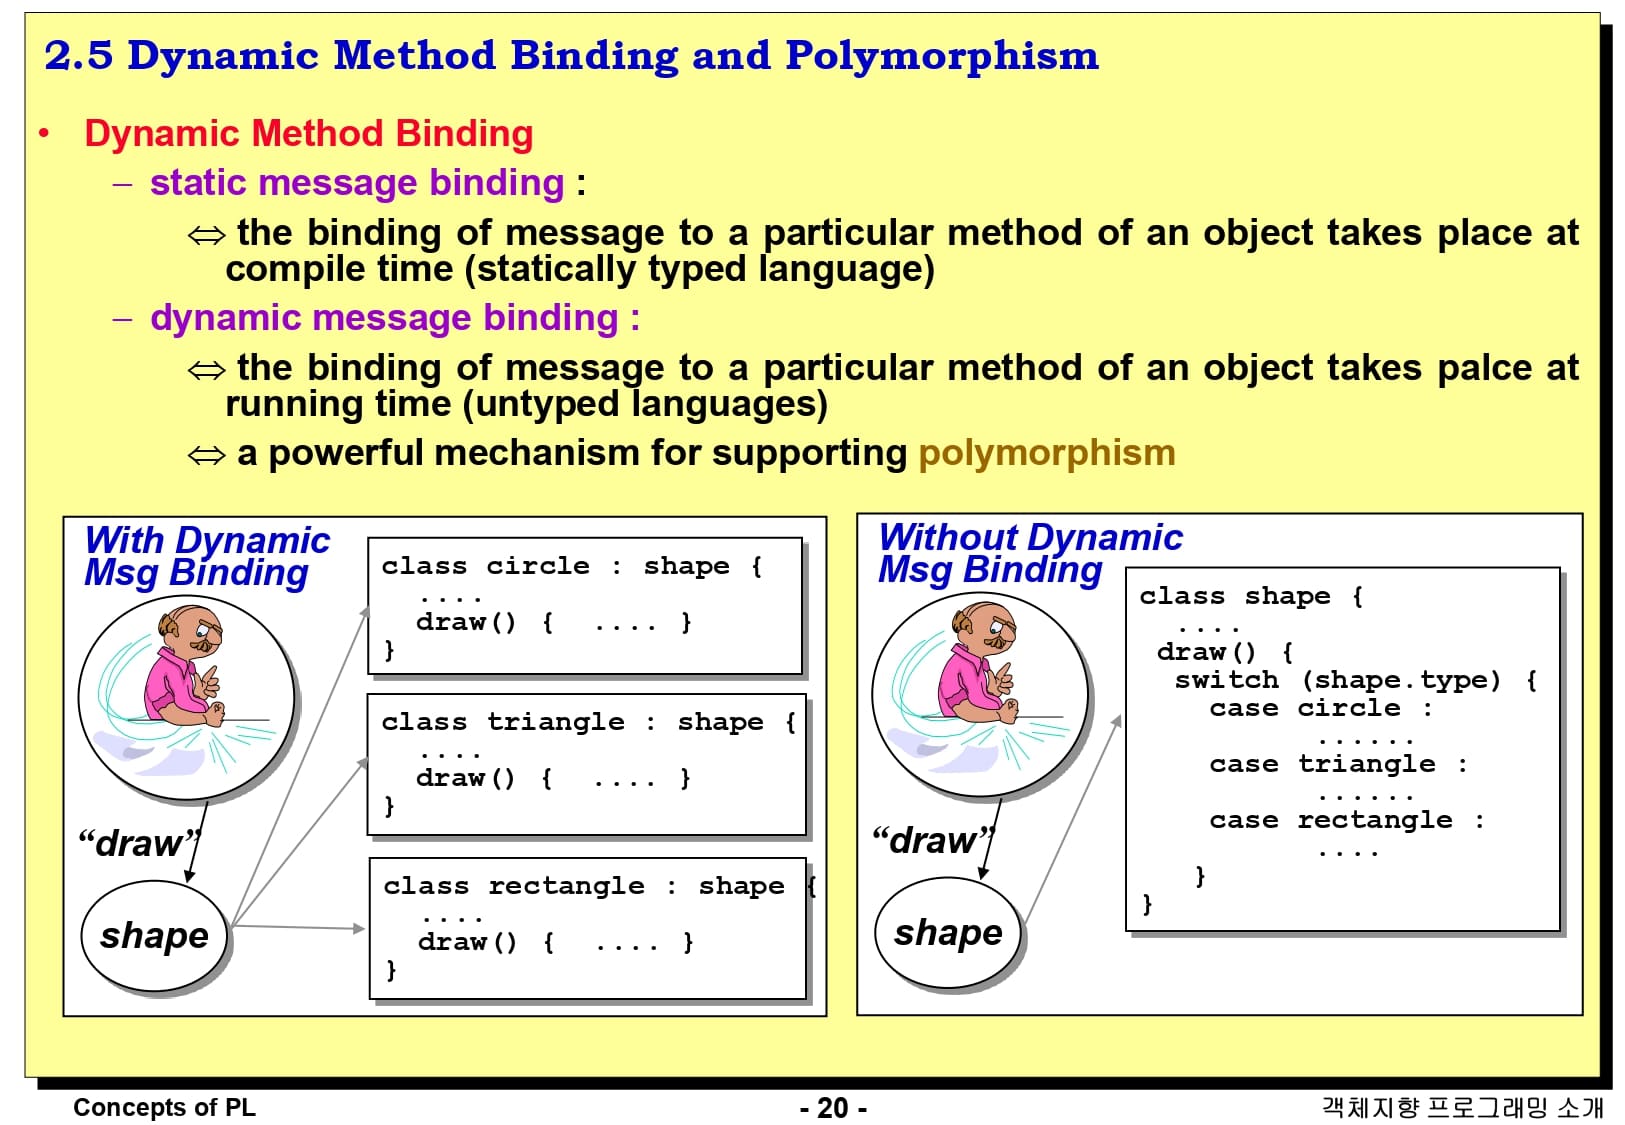 2.5 Dynamic Method Binding and Polymorphism
• Dynamic Method Binding
– static message binding :
⇔ the binding of message to a particular method of an object takes place at
compile time (statically typed language)
– dynamic message binding :
⇔ the binding of message to a particular method of an object takes palce at
running time (untyped languages)
⇔ a powerful mechanism for supporting polymorphism
With Dynamic
Msg Binding
“draw”
shape
class circle : shape {
....
draw() { .... }
}
class triangle : shape {
....
draw() { .... }
}
class rectangle : shape {
....
draw() { .... }
}
Without Dynamic
Msg Binding
“draw”
shape
class shape {
....
draw() {
switch (shape.type) {
case circle :
......
case triangle :
......
case rectangle :
....
}
}
Concepts of PL
- 20 -
객체지향 프로그래밍 소개